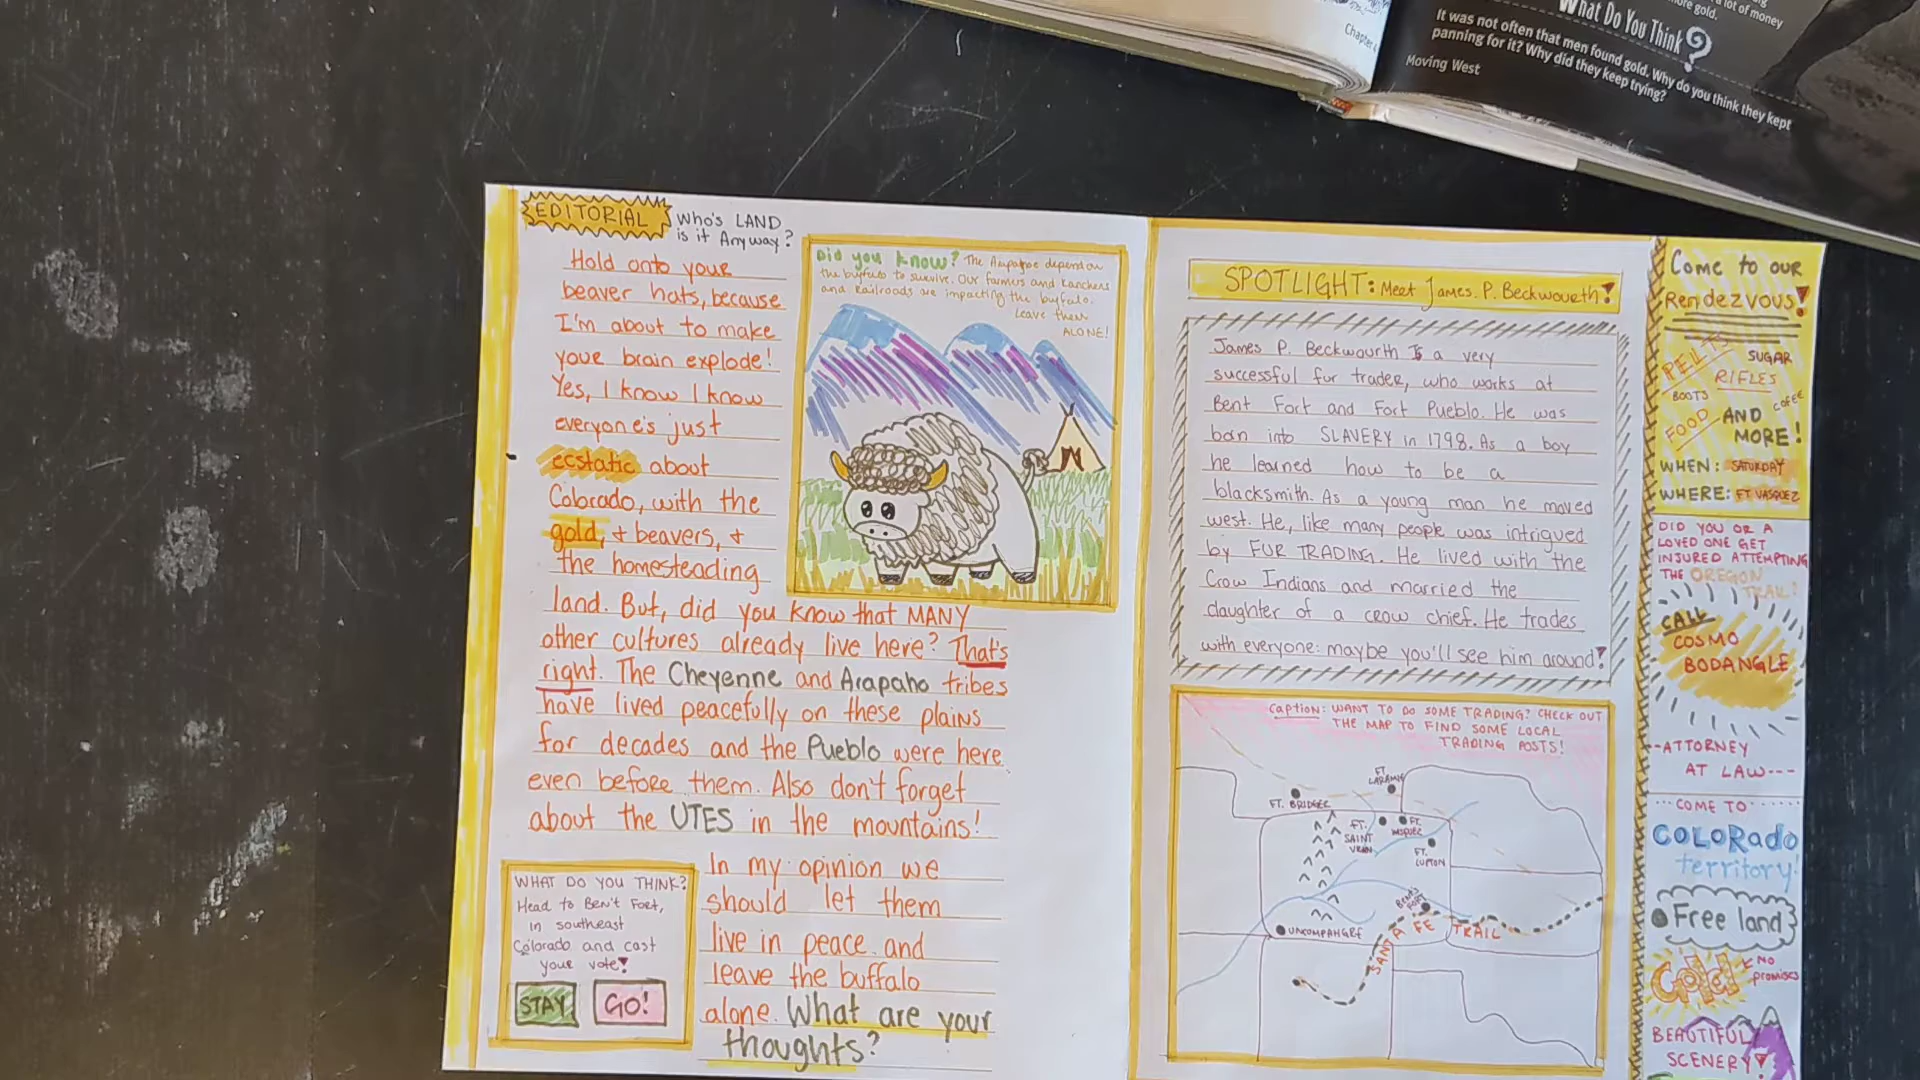 ore gold.
lot of money
What Do You Think?
It was not often that men found gold. Why do you think they kept
panning for it? Why did they keep trying?
Chapter
Moving West
EDITORIAL
Who's LAND
is it Anyway?
Hold onto your
beaver hats, because
I'm about to make
your brain explode!
Yes, I know I know
everyone's just
ecstatic about
Colorado, with the
gold, + beavers, +
the homesteading
land. But, did you know that MANY
other cultures already live here? That's
right. The Cheyenne and Arapaho tribes
have lived peacefully on these plains
for decades and the Pueblo were here
even before them. Also don't forget
about the UTES in the mountains!
In my opinion we
should let them
live in peace and
leave the buffalo
alone. What are your
thoughts?
Did you know? The Arapahoe depend on
the buffalo to survive. Our farmers and Ranchers
and Railroads are impacting the buffalo.
Leave them
ALONE!
WHAT DO YOU THINK?
Head to Ben't Fort,
in southeast
Colorado and cast
your vote!
STAY
GO!
SPOTLIGHT: Meet James. P. Beckwourth!
James P. Beckwourth Is a very
successful fur trader, who works at
Bent Fort and Fort Pueblo. He was
born into SLAVERY in 1798. As a boy
he learned how to be a
blacksmith. As a young man he moved
west. He, like many people was intrigued
by FUR TRADING. He lived with the
Crow Indians and married the
daughter of a crow chief. He trades
with everyone: maybe you'll see him around!
Caption: WANT TO DO SOME TRADING? CHECK OUT
THE MAP TO FIND SOME LOCAL
TRADING POSTS!
FT. LARAMIE
FT. BRIDGER
FT. SAINT VRAIN
FT. VASQUEZ
FT. LUPTON
BENT'S FORT
UNCOMPAHGRE
SANTA FE TRAIL
Come to our
Rendezvous!
PELTS
SUGAR
RIFLES
BOOTS
COFEE
FOOD
AND
MORE!
WHEN: SATURDAY
WHERE: FT VASQUEZ
DID YOU OR A
LOVED ONE GET
INJURED ATTEMPTING
THE OREGON
TRAIL?
CALL
COSMO
BODANGLE
--ATTORNEY
AT LAW---
...COME TO......
COLORADO
territory!
Free land
Gold
NO
promises
BEAUTIFUL
SCENERY!